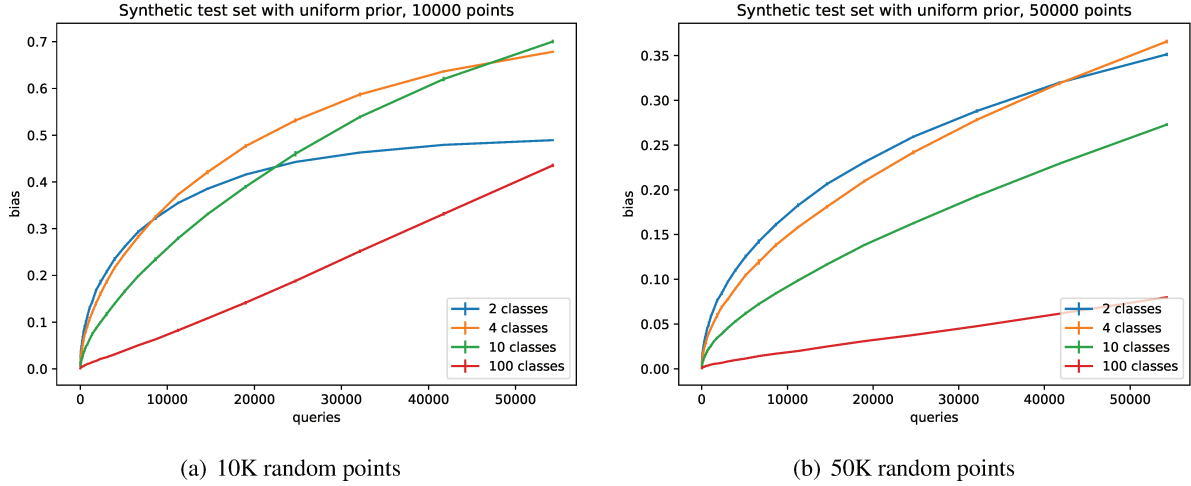 Synthetic test set with uniform prior, 10000 points
0.7
0.6
0.5
0.4
0.3
0.2
0.1
0.0
bias
0 10000 20000 30000 40000 50000
queries
2 classes
4 classes
10 classes
100 classes
(a) 10K random points
Synthetic test set with uniform prior, 50000 points
0.35
0.30
0.25
0.20
0.15
0.10
0.05
0.00
bias
0 10000 20000 30000 40000 50000
queries
2 classes
4 classes
10 classes
100 classes
(b) 50K random points